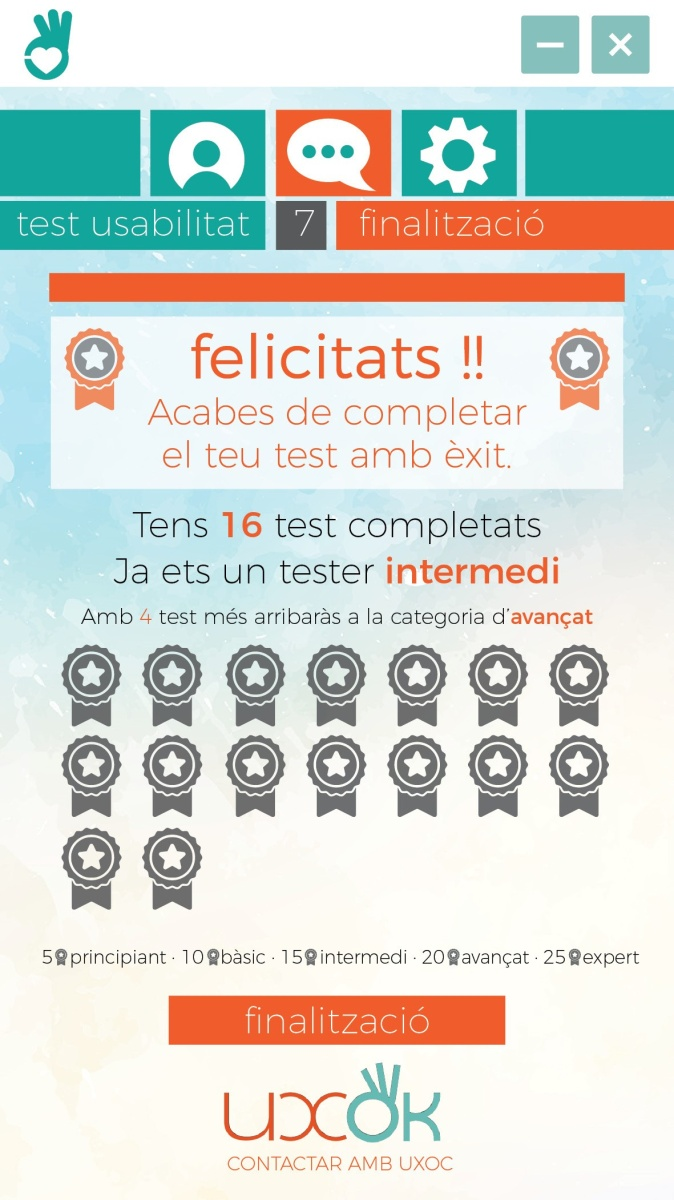 test usabilitat 7 finalització
felicitats !!
Acabes de completar
el teu test amb èxit.
Tens 16 test completats
Ja ets un tester intermedi
Amb 4 test més arribaràs a la categoria d’avançat
5 principiant · 10 bàsic · 15 intermedi · 20 avançat · 25 expert
finalització
uxcok
CONTACTAR AMB UXOC